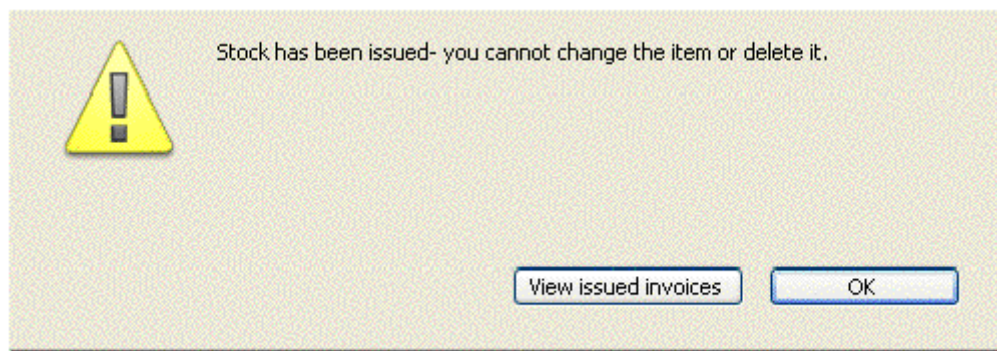 Stock has been issued- you cannot change the item or delete it.
View issued invoices
OK